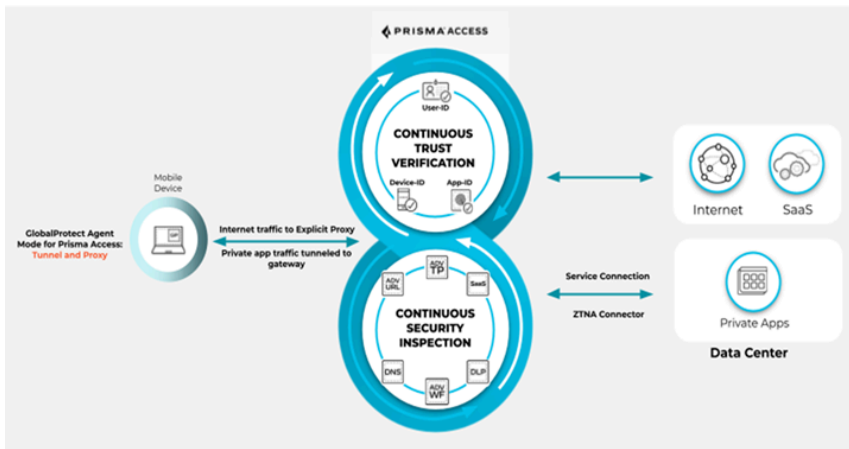 PRISMA ACCESS
User-ID
CONTINUOUS
TRUST
VERIFICATION
Device-ID
App-ID
Mobile
Device
GlobalProtect Agent
Mode for Prisma Access:
Tunnel and Proxy
GP
Internet traffic to Explicit Proxy
Private app traffic tunneled to
gateway
ADV
URL
ADV
TP
SaaS
CONTINUOUS
SECURITY
INSPECTION
DNS
ADV
WF
DLP
Internet
SaaS
Service Connection
ZTNA Connector
Private Apps
Data Center